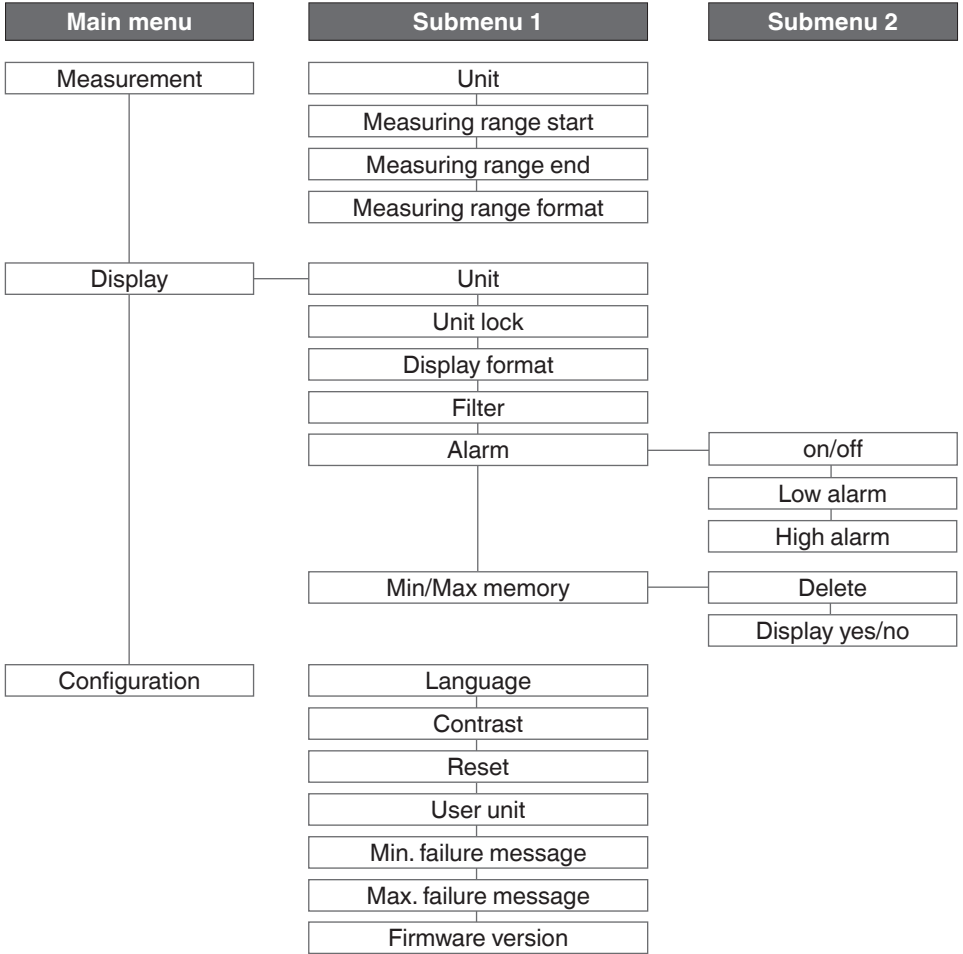 Main menu
Submenu 1
Submenu 2
Measurement
Unit
Measuring range start
Measuring range end
Measuring range format
Display
Unit
Unit lock
Display format
Filter
Alarm
on/off
Low alarm
High alarm
Min/Max memory
Delete
Display yes/no
Configuration
Language
Contrast
Reset
User unit
Min. failure message
Max. failure message
Firmware version